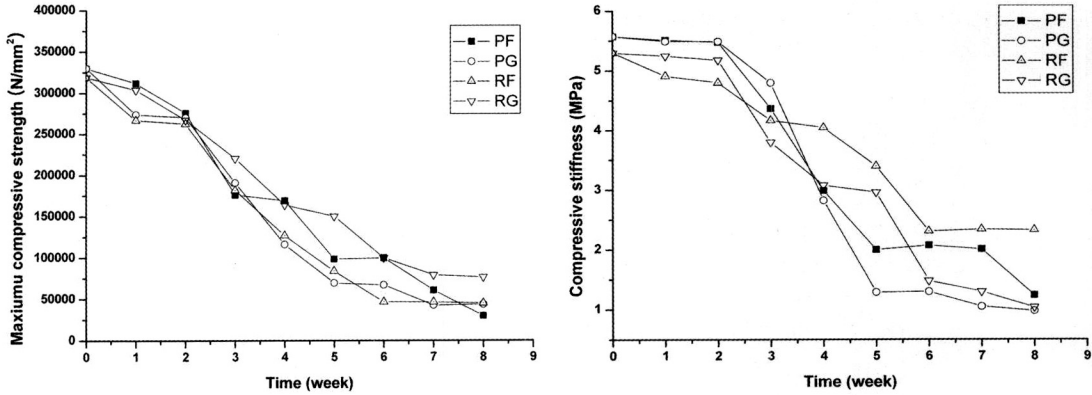 400000
350000
300000
250000
200000
150000
100000
50000
0
Maxiumu compressive strength (N/mm²)
0 1 2 3 4 5 6 7 8 9
Time (week)
PF
PG
RF
RG
6
5
4
3
2
1
Compressive stiffness (MPa)
0 1 2 3 4 5 6 7 8 9
Time (week)
PF
PG
RF
RG